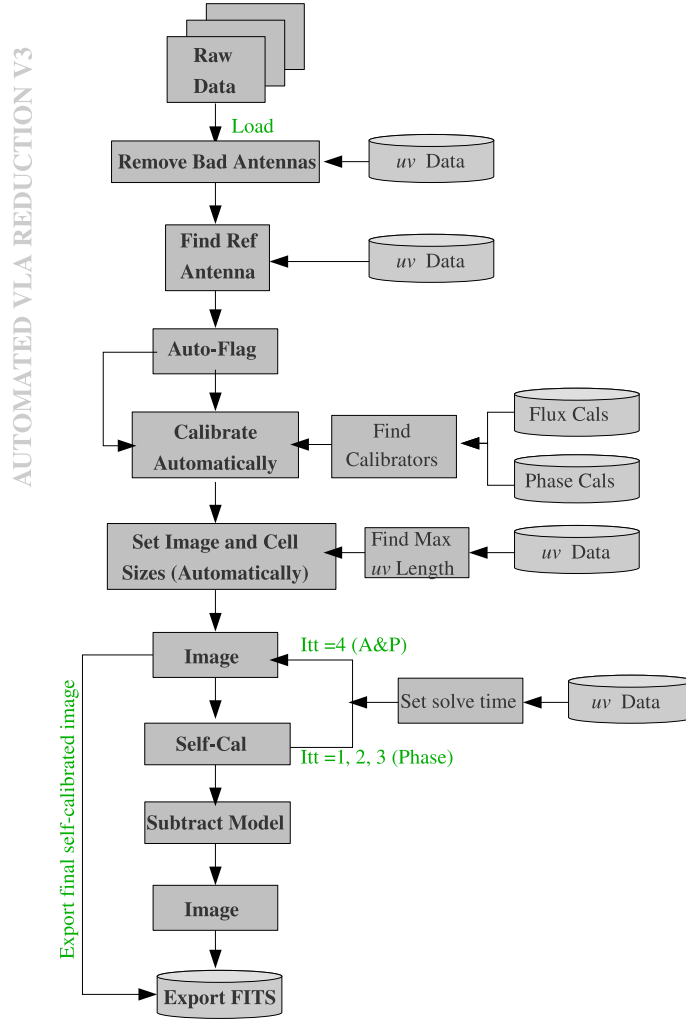 AUTOMATED VLA REDUCTION V3
Raw
Data
Load
Remove Bad Antennas
uv Data
Find Ref
Antenna
uv Data
Auto-Flag
Calibrate
Automatically
Find
Calibrators
Flux Cals
Phase Cals
Set Image and Cell
Sizes (Automatically)
Find Max
uv Length
uv Data
Itt =4 (A&P)
Image
Set solve time
uv Data
Self-Cal
Itt =1, 2, 3 (Phase)
Export final self-calibrated image
Subtract Model
Image
Export FITS